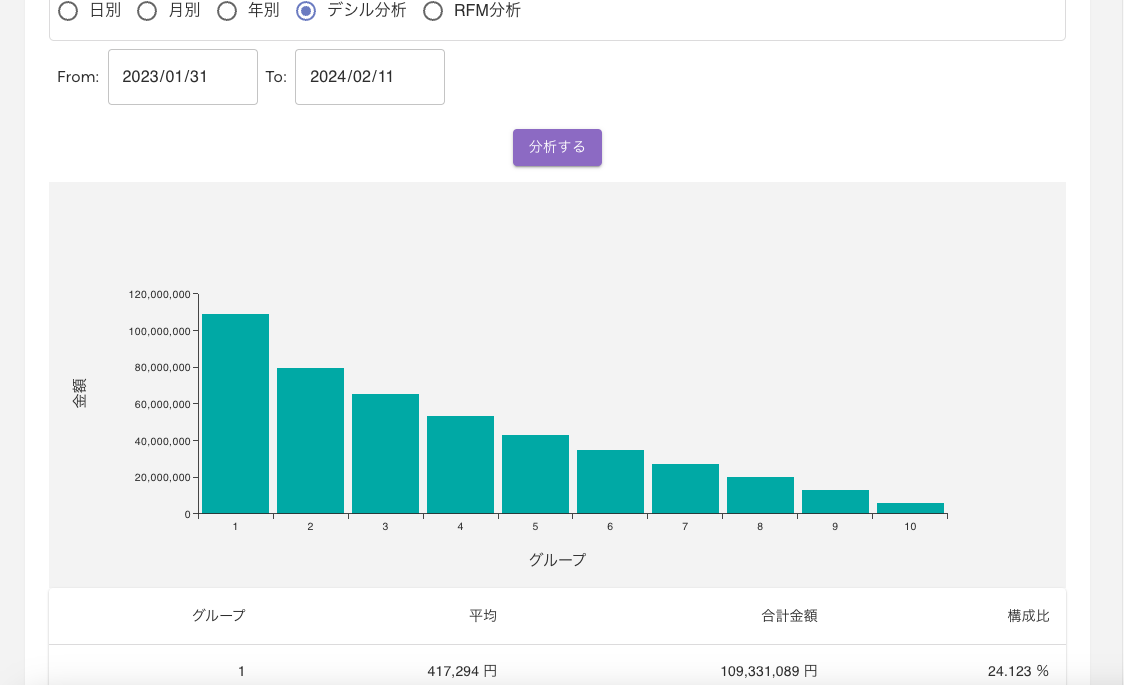 日別 月別 年別 デシル分析 RFM分析
From: 2023/01/31 To: 2024/02/11
分析する
120,000,000
100,000,000
80,000,000
60,000,000
40,000,000
20,000,000
0
金額
1 2 3 4 5 6 7 8 9 10
グループ
グループ 平均 合計金額 構成比
1 417,294 円 109,331,089 円 24.123 %